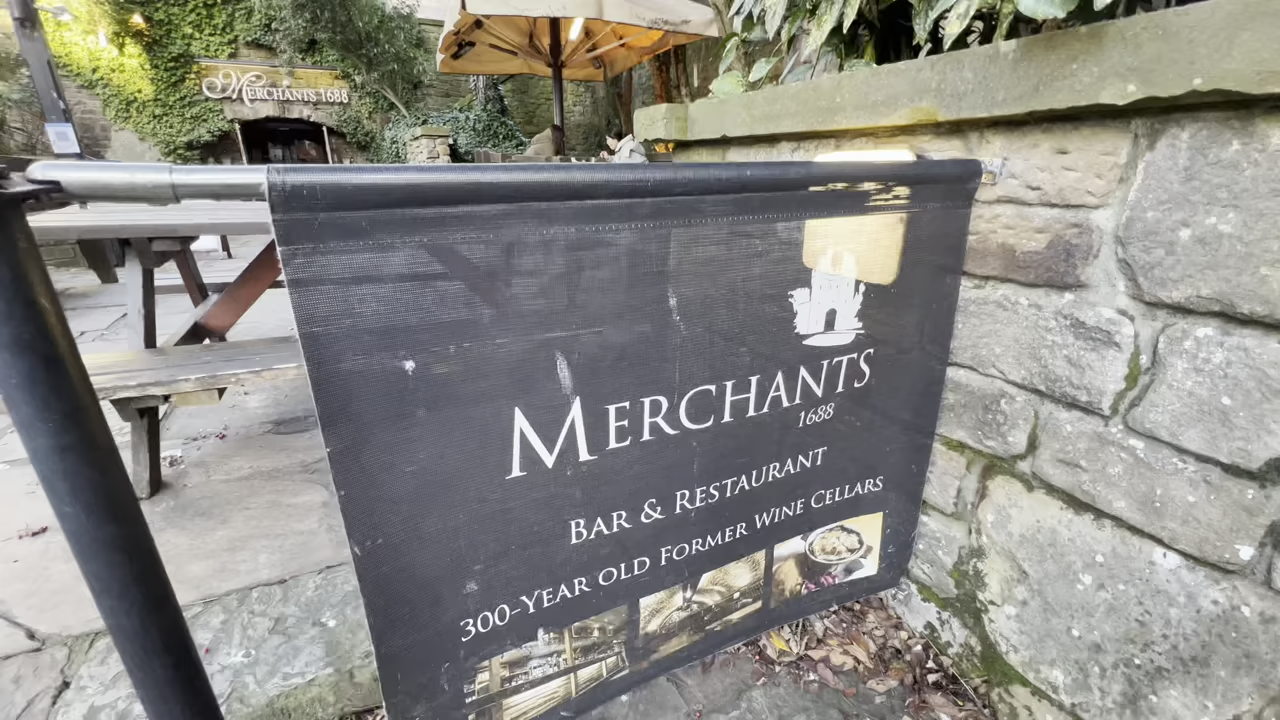 MERCHANTS 1688
MERCHANTS
1688
BAR & RESTAURANT
300-YEAR OLD FORMER WINE CELLARS